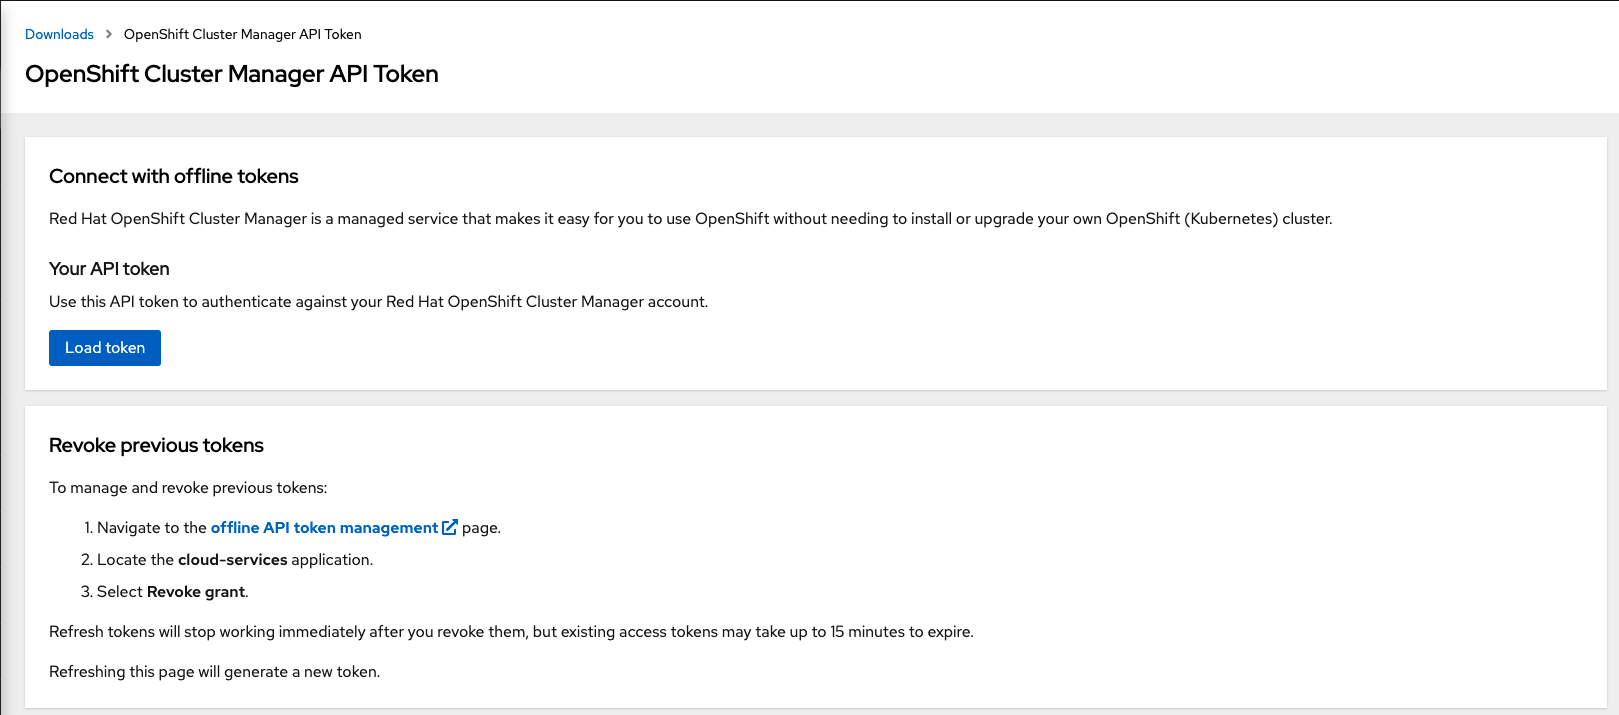 Downloads > OpenShift Cluster Manager API Token
OpenShift Cluster Manager API Token
Connect with offline tokens
Red Hat OpenShift Cluster Manager is a managed service that makes it easy for you to use OpenShift without needing to install or upgrade your own OpenShift (Kubernetes) cluster.
Your API token
Use this API token to authenticate against your Red Hat OpenShift Cluster Manager account.
Load token
Revoke previous tokens
To manage and revoke previous tokens:
1. Navigate to the offline API token management page.
2. Locate the cloud-services application.
3. Select Revoke grant.
Refresh tokens will stop working immediately after you revoke them, but existing access tokens may take up to 15 minutes to expire.
Refreshing this page will generate a new token.